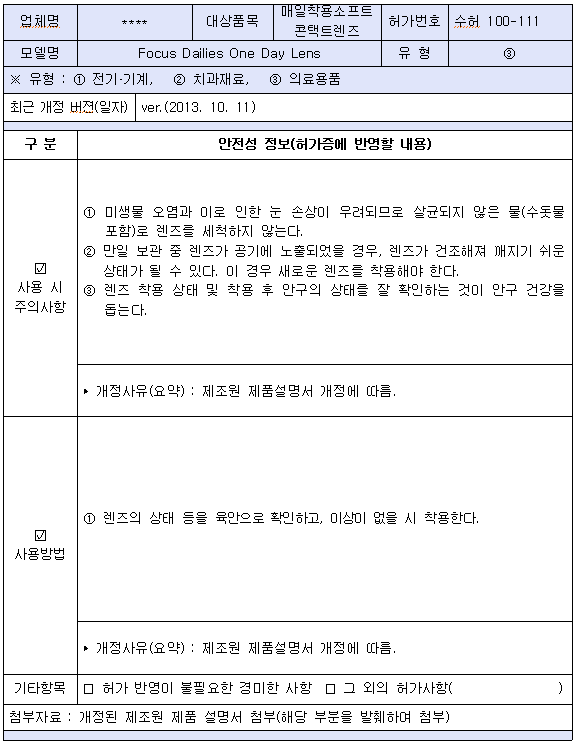 업체명 **** 대상품목 매일착용소프트 콘택트렌즈 허가번호 수허 100-111
모델명 Focus Dailies One Day Lens 유 형 ③
※ 유형 : ① 전기·기계, ② 치과재료, ③ 의료용품
최근 개정 버젼(일자) ver.(2013. 10. 11)
구 분 안전성 정보(허가증에 반영할 내용)
☑
사용 시
주의사항
① 미생물 오염과 이로 인한 눈 손상이 우려되므로 살균되지 않은 물(수돗물
포함)로 렌즈를 세척하지 않는다.
② 만일 보관 중 렌즈가 공기에 노출되었을 경우, 렌즈가 건조해져 깨지기 쉬운
상태가 될 수 있다. 이 경우 새로운 렌즈를 착용해야 한다.
③ 렌즈 착용 상태 및 착용 후 안구의 상태를 잘 확인하는 것이 안구 건강을
돕는다.
▸ 개정사유(요약) : 제조원 제품설명서 개정에 따름.
☑
사용방법
① 렌즈의 상태 등을 육안으로 확인하고, 이상이 없을 시 착용한다.
▸ 개정사유(요약) : 제조원 제품설명서 개정에 따름.
기타항목 □ 허가 반영이 불필요한 경미한 사항 □ 그 외의 허가사항( )
첨부자료 : 개정된 제조원 제품 설명서 첨부(해당 부분을 발췌하여 첨부)